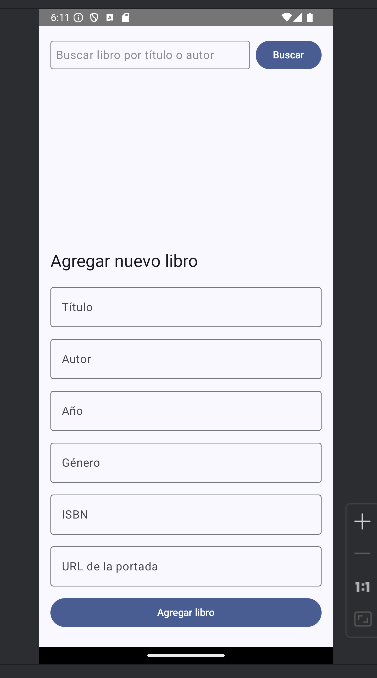 6:11
Buscar libro por título o autor
Buscar
Agregar nuevo libro
Título
Autor
Año
Género
ISBN
URL de la portada
Agregar libro
1:1